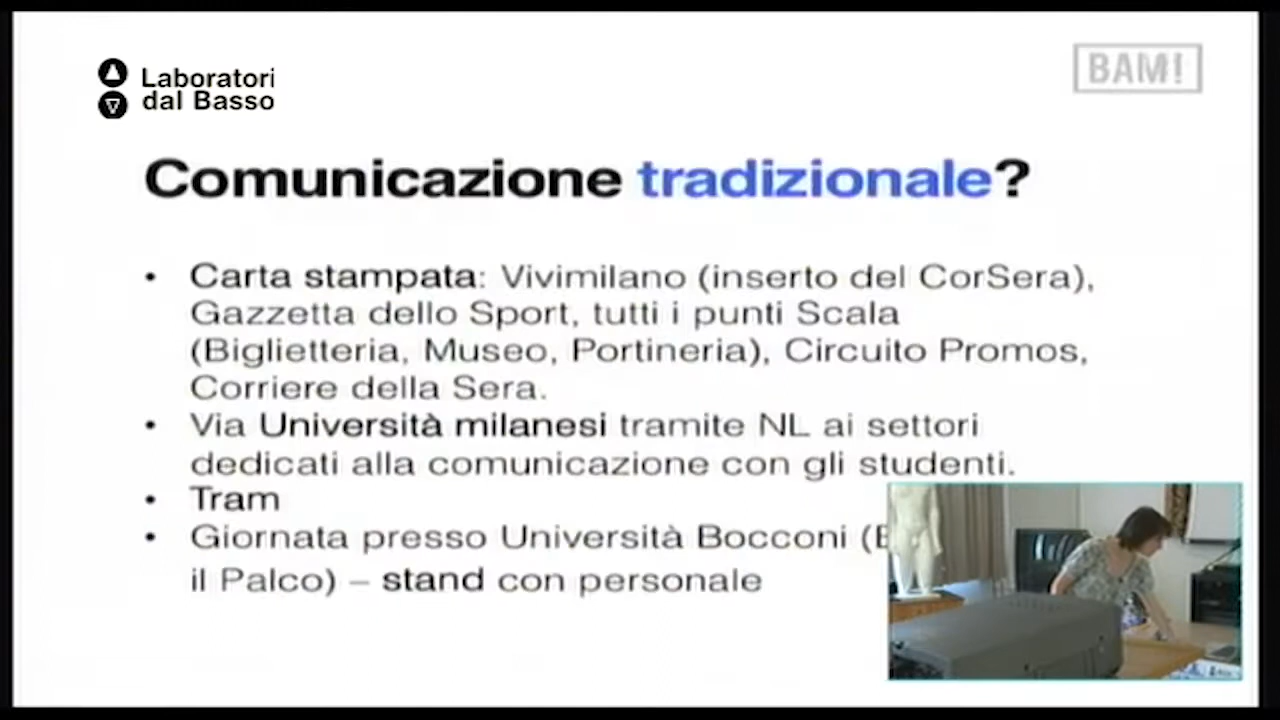 Laboratori
dal Basso
BAM!
Comunicazione tradizionale?
• Carta stampata: Vivimilano (inserto del CorSera),
Gazzetta dello Sport, tutti i punti Scala
(Biglietteria, Museo, Portineria), Circuito Promos,
Corriere della Sera.
• Via Università milanesi tramite NL ai settori
dedicati alla comunicazione con gli studenti.
• Tram
• Giornata presso Università Bocconi (
il Palco) – stand con personale